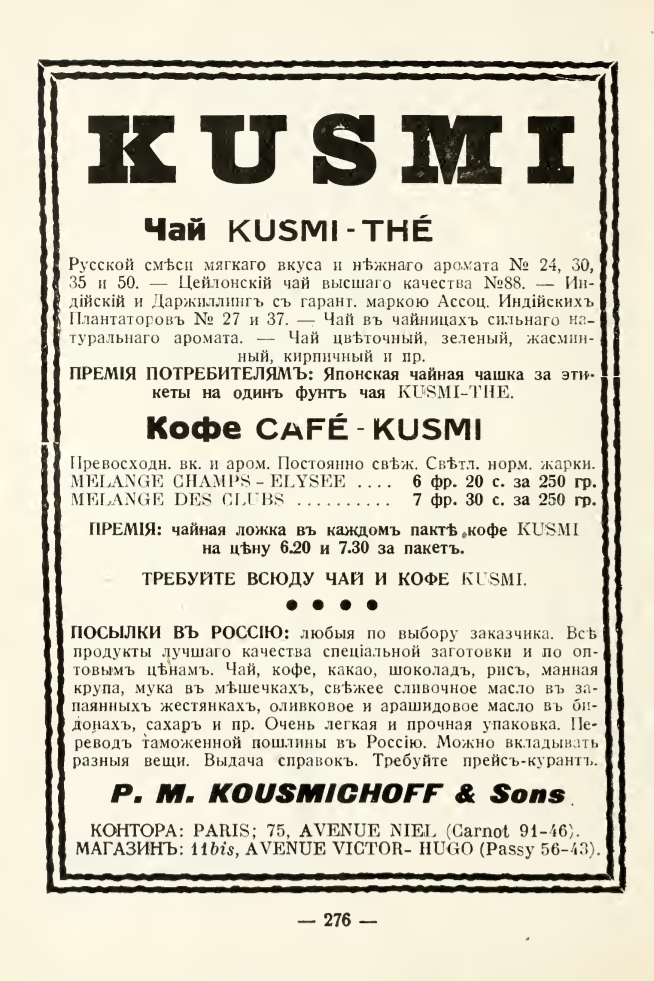 KUSMI
Чай KUSMI-THÉ
Русской смѣси мягкаго вкуса и нѣжнаго аромата № 24, 30,
35 и 50. — Цейлонскій чай высшаго качества №88. — Ин-
дійскій и Даржиллингъ съ гарант. маркою Ассоц. Индійскихъ
Плантаторовъ № 27 и 37. — Чай въ чайницахъ сильнаго на-
туральнаго аромата. — Чай цвѣточный, зеленый, жасмин-
ный, кирпичный и пр.
ПРЕМІЯ ПОТРЕБИТЕЛЯМЪ: Японская чайная чашка за эти-
кеты на одинъ фунтъ чая KUSMI-THE.
Кофе CAFÉ - KUSMI
Превосходн. вк. и аром. Постоянно свѣж. Свѣтл. норм. жарки.
MELANGE CHAMPS - ELYSEE .... 6 фр. 20 с. за 250 гр.
MELANGE DES CLUBS .......... 7 фр. 30 с. за 250 гр.
ПРЕМІЯ: чайная ложка въ каждомъ пактѣ кофе KUSMI
на цѣну 6.20 и 7.30 за пакетъ.
ТРЕБУЙТЕ ВСЮДУ ЧАЙ И КОФЕ KUSMI.
ПОСЫЛКИ ВЪ РОССІЮ: любыя по выбору заказчика. Всѣ
продукты лучшаго качества спеціальной заготовки и по оп-
товымъ цѣнамъ. Чай, кофе, какао, шоколадъ, рисъ, манная
крупа, мука въ мѣшечкахъ, свѣжее сливочное масло въ за-
паянныхъ жестянкахъ, оливковое и арашидовое масло въ би-
донахъ, сахаръ и пр. Очень легкая и прочная упаковка. Пе-
реводъ таможенной пошлины въ Россію. Можно вкладывать
разныя вещи. Выдача справокъ. Требуйте прейсъ-курантъ.
P. M. KOUSMICHOFF & Sons
КОНТОРА: PARIS; 75, AVENUE NIEL (Carnot 91-46).
МАГАЗИНЪ: 11bis, AVENUE VICTOR- HUGO (Passy 56-43).
— 276 —